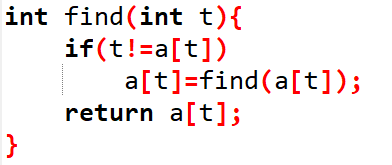 int find(int t){
    if(t!=a[t])
        a[t]=find(a[t]);
    return a[t];
}